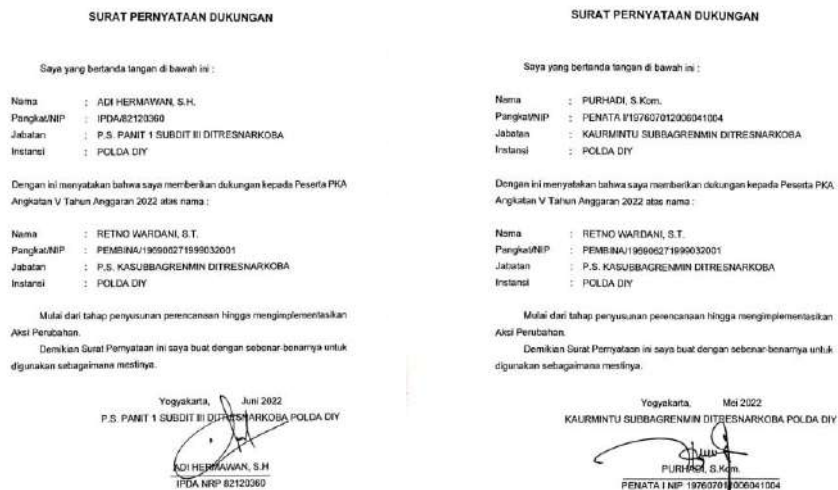 SURAT PERNYATAAN DUKUNGAN
Saya yang bertanda tangan di bawah ini :
Nama : ADI HERMAWAN, S.H.
Pangkat/NIP : IPDA/82120360
Jabatan : P.S. PANIT 1 SUBDIT III DITRESNARKOBA
Instansi : POLDA DIY
Dengan ini menyatakan bahwa saya memberikan dukungan kepada Peserta PKA
Angkatan V Tahun Anggaran 2022 atas nama :
Nama : RETNO WARDANI, S.T.
Pangkat/NIP : PEMBINA/196906271999032001
Jabatan : P.S. KASUBBAGRENMIN DITRESNARKOBA
Instansi : POLDA DIY
Mulai dari tahap penyusunan perencanaan hingga mengimplementasikan
Aksi Perubahan.
Demikian Surat Pernyataan ini saya buat dengan sebenar-benarnya untuk
digunakan sebagaimana mestinya.
Yogyakarta, Juni 2022
P.S. PANIT 1 SUBDIT III DITRESNARKOBA POLDA DIY
ADI HERMAWAN, S.H
IPDA NRP 82120360
SURAT PERNYATAAN DUKUNGAN
Saya yang bertanda tangan di bawah ini :
Nama : PURHADI, S.Kom.
Pangkat/NIP : PENATA I/197607012006041004
Jabatan : KAURMINTU SUBBAGRENMIN DITRESNARKOBA
Instansi : POLDA DIY
Dengan ini menyatakan bahwa saya memberikan dukungan kepada Peserta PKA
Angkatan V Tahun Anggaran 2022 atas nama :
Nama : RETNO WARDANI, S.T.
Pangkat/NIP : PEMBINA/196906271999032001
Jabatan : P.S. KASUBBAGRENMIN DITRESNARKOBA
Instansi : POLDA DIY
Mulai dari tahap penyusunan perencanaan hingga mengimplementasikan
Aksi Perubahan.
Demikian Surat Pernyataan ini saya buat dengan sebenar-benarnya untuk
digunakan sebagaimana mestinya.
Yogyakarta, Mei 2022
KAURMINTU SUBBAGRENMIN DITRESNARKOBA POLDA DIY
PURHADI, S.Kom.
PENATA I NIP 197607012006041004